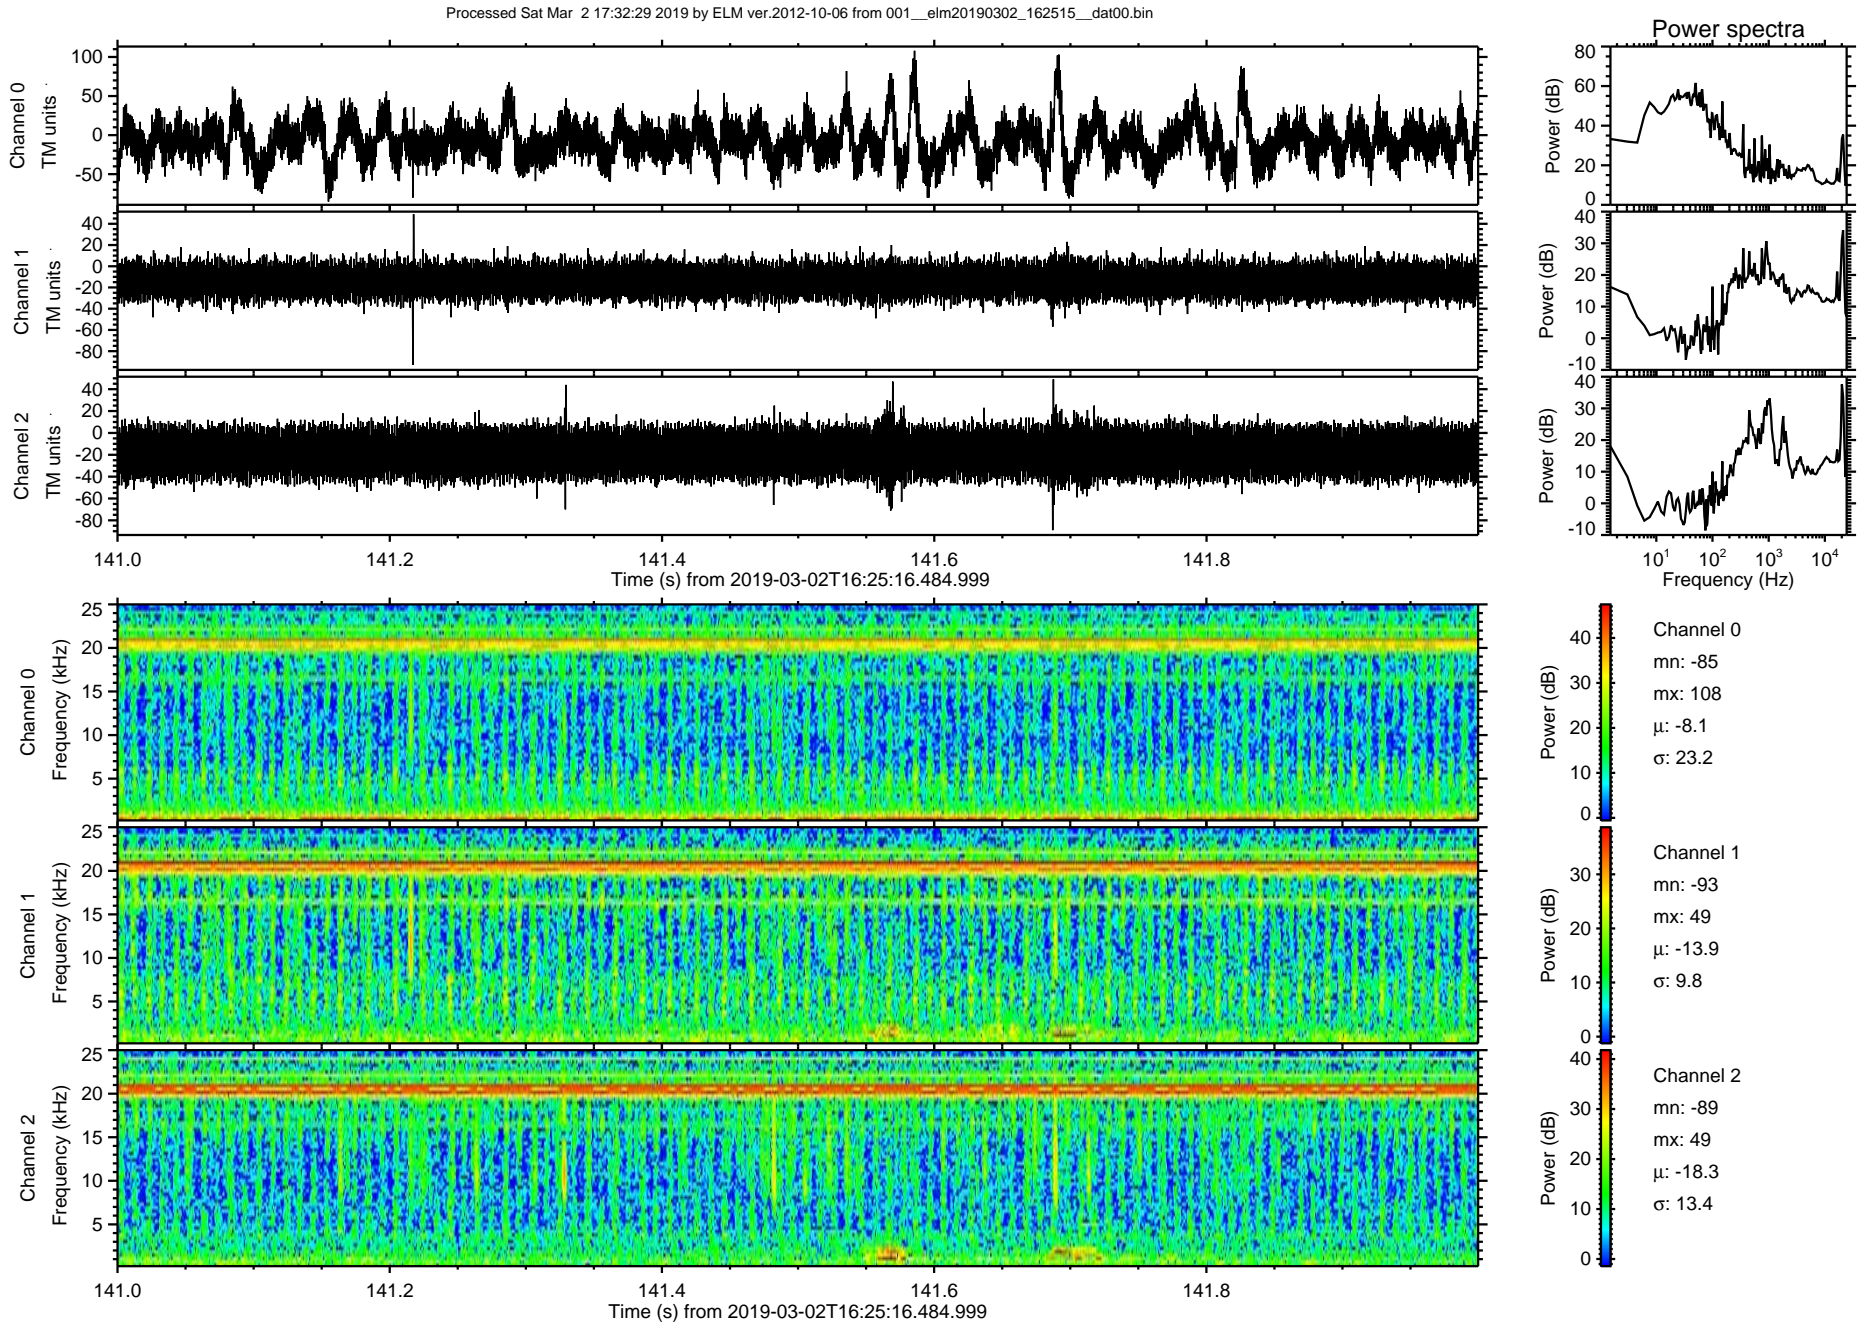 Processed Sat Mar  2 17:32:29 2019 by ELM ver.2012-10-06 from 001__elm20190302_162515__dat00.bin
Power spectra
Channel 0
TM units
100
50
0
-50
Power (dB)
80
60
40
20
0
Channel 1
TM units
40
20
0
-20
-40
-60
-80
Power (dB)
40
30
20
10
0
-10
Channel 2
TM units
40
20
0
-20
-40
-60
-80
Power (dB)
40
30
20
10
0
-10
141.0
141.2
141.4
141.6
141.8
Time (s) from 2019-03-02T16:25:16.484.999
10^1
10^2
10^3
10^4
Frequency (Hz)
Channel 0
Frequency (kHz)
25
20
15
10
5
Power (dB)
40
30
20
10
0
Channel 0
mn: -85
mx: 108
µ: -8.1
σ: 23.2
Channel 1
Frequency (kHz)
25
20
15
10
5
Power (dB)
30
20
10
0
Channel 1
mn: -93
mx: 49
µ: -13.9
σ: 9.8
Channel 2
Frequency (kHz)
25
20
15
10
5
Power (dB)
40
30
20
10
0
Channel 2
mn: -89
mx: 49
µ: -18.3
σ: 13.4
141.0
141.2
141.4
141.6
141.8
Time (s) from 2019-03-02T16:25:16.484.999